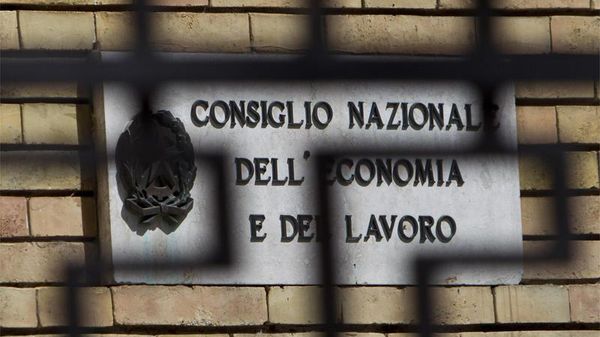 CONSIGLIO NAZIONALE
DELL'ECONOMIA
E DEL LAVORO